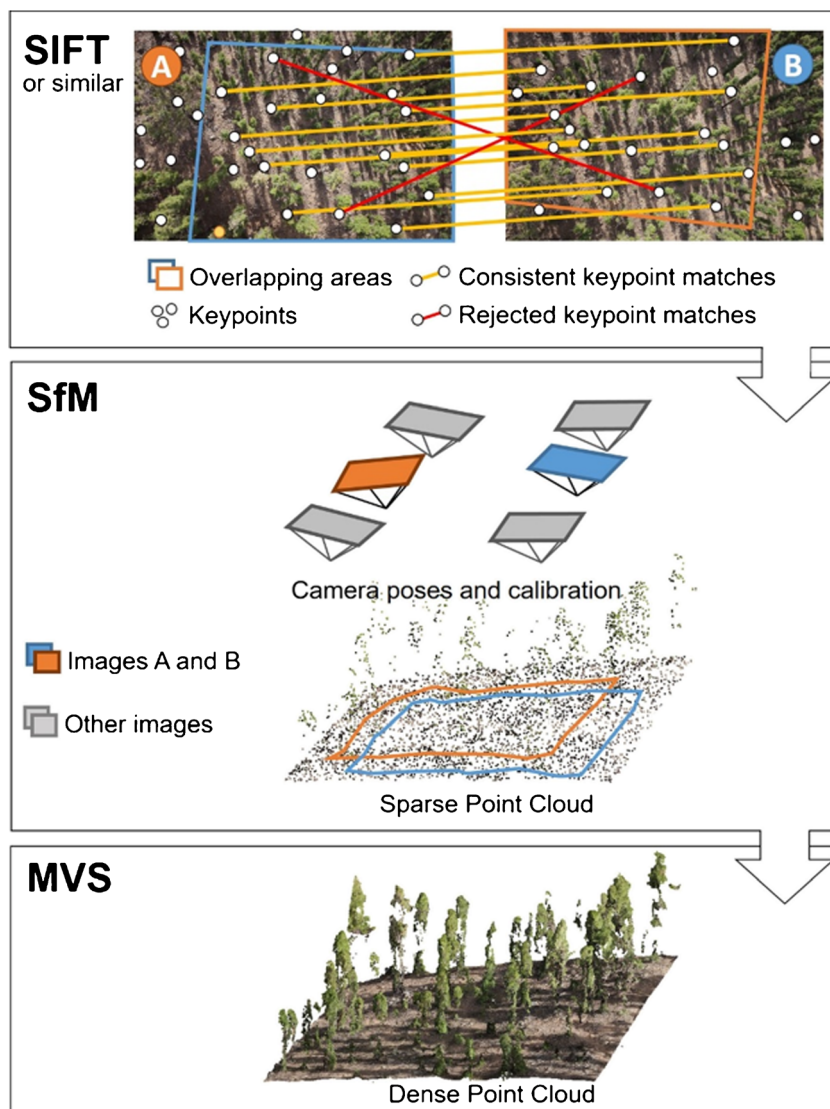 SIFT
or similar
A
B
Overlapping areas
Consistent keypoint matches
Keypoints
Rejected keypoint matches
SfM
Camera poses and calibration
Images A and B
Other images
Sparse Point Cloud
MVS
Dense Point Cloud